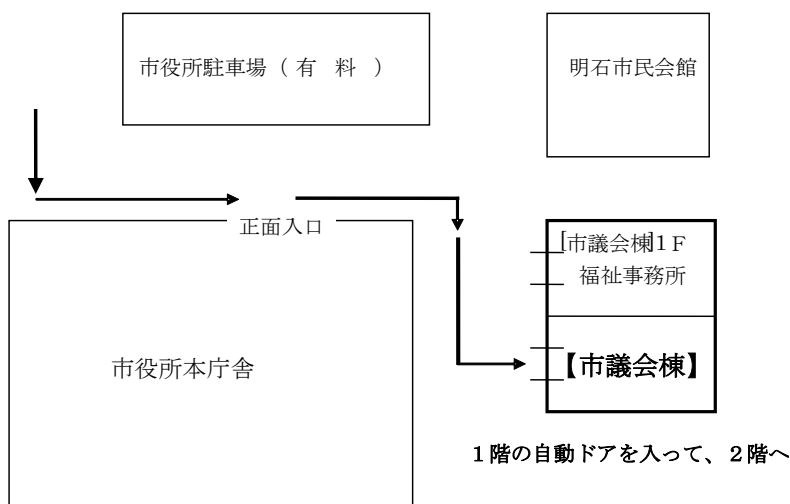 市役所駐車場（ 有　料　）
明石市民会館
正面入口
[市議会棟]1Ｆ
福祉事務所
市役所本庁舎
【市議会棟】
１階の自動ドアを入って、２階へ